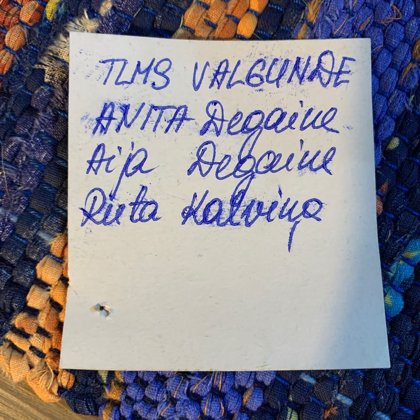 TLMS VALGUNDE
ANITA Degaine
Aija Degaine
Ruta Kalviņa